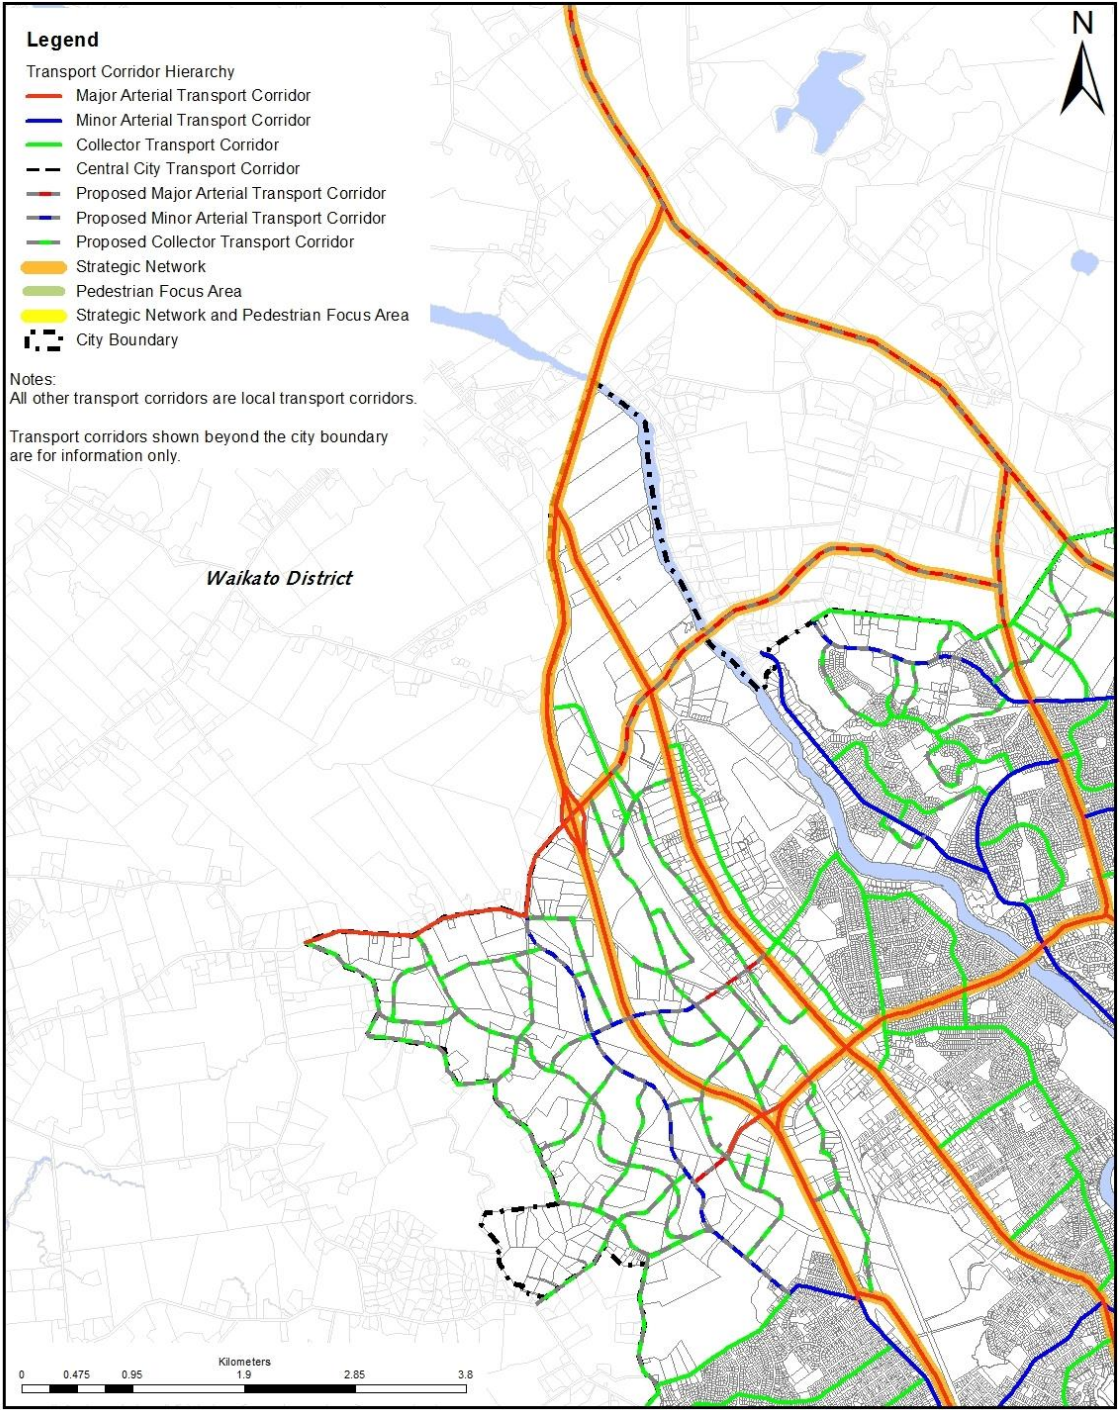 N
Legend
Transport Corridor Hierarchy
Major Arterial Transport Corridor
Minor Arterial Transport Corridor
Collector Transport Corridor
Central City Transport Corridor
Proposed Major Arterial Transport Corridor
Proposed Minor Arterial Transport Corridor
Proposed Collector Transport Corridor
Strategic Network
Pedestrian Focus Area
Strategic Network and Pedestrian Focus Area
City Boundary
Notes:
All other transport corridors are local transport corridors.
Transport corridors shown beyond the city boundary
are for information only.
Waikato District
Kilometers
0 0.475 0.95 1.9 2.85 3.8